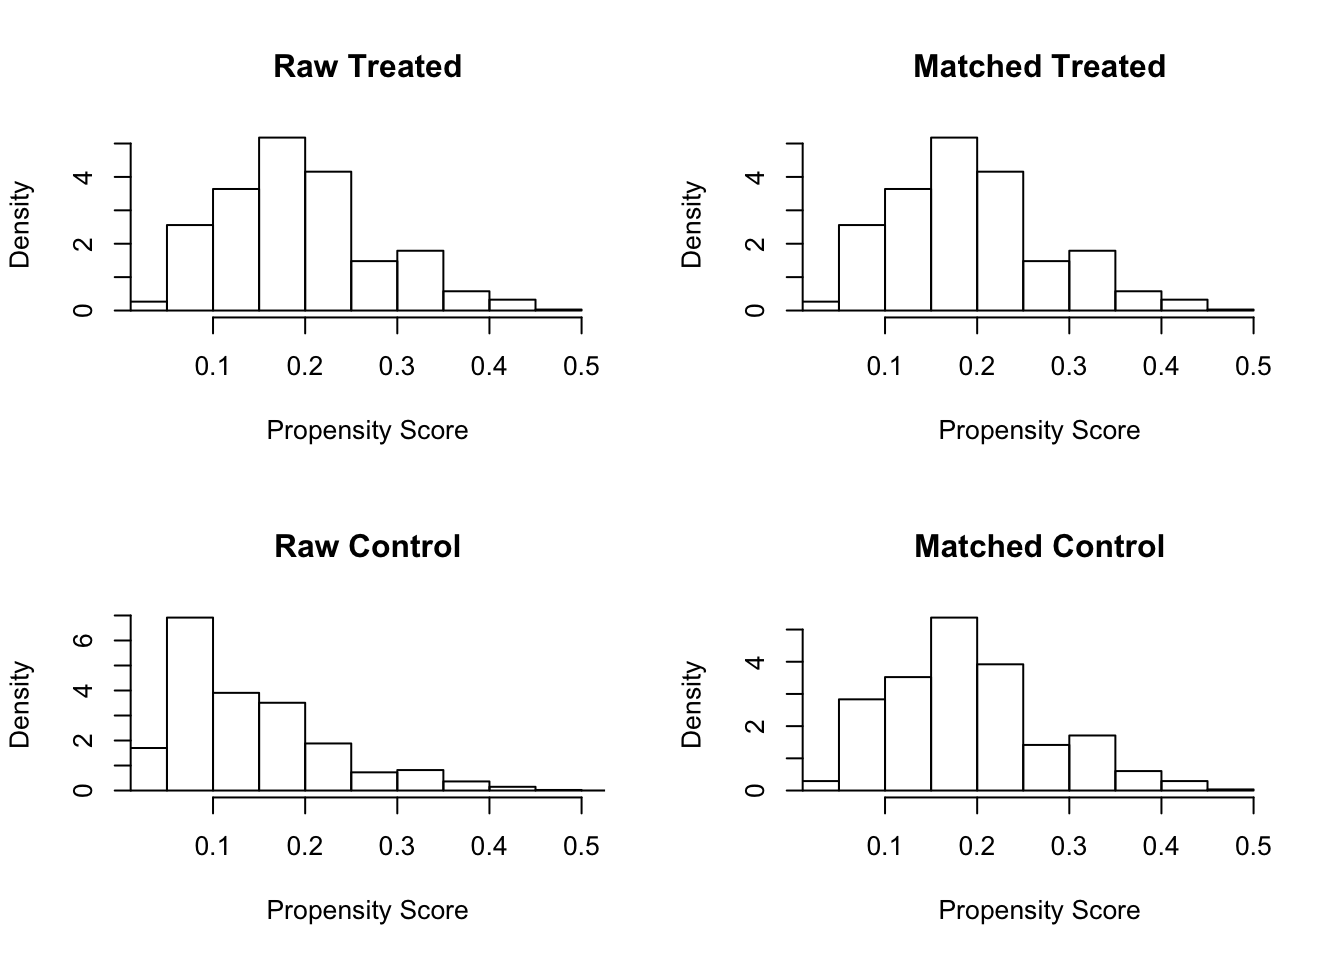 Raw Treated
Density
0 2 4
0.1 0.2 0.3 0.4 0.5
Propensity Score
Matched Treated
Density
0 2 4
0.1 0.2 0.3 0.4 0.5
Propensity Score
Raw Control
Density
0 2 4 6
0.1 0.2 0.3 0.4 0.5
Propensity Score
Matched Control
Density
0 2 4
0.1 0.2 0.3 0.4 0.5
Propensity Score